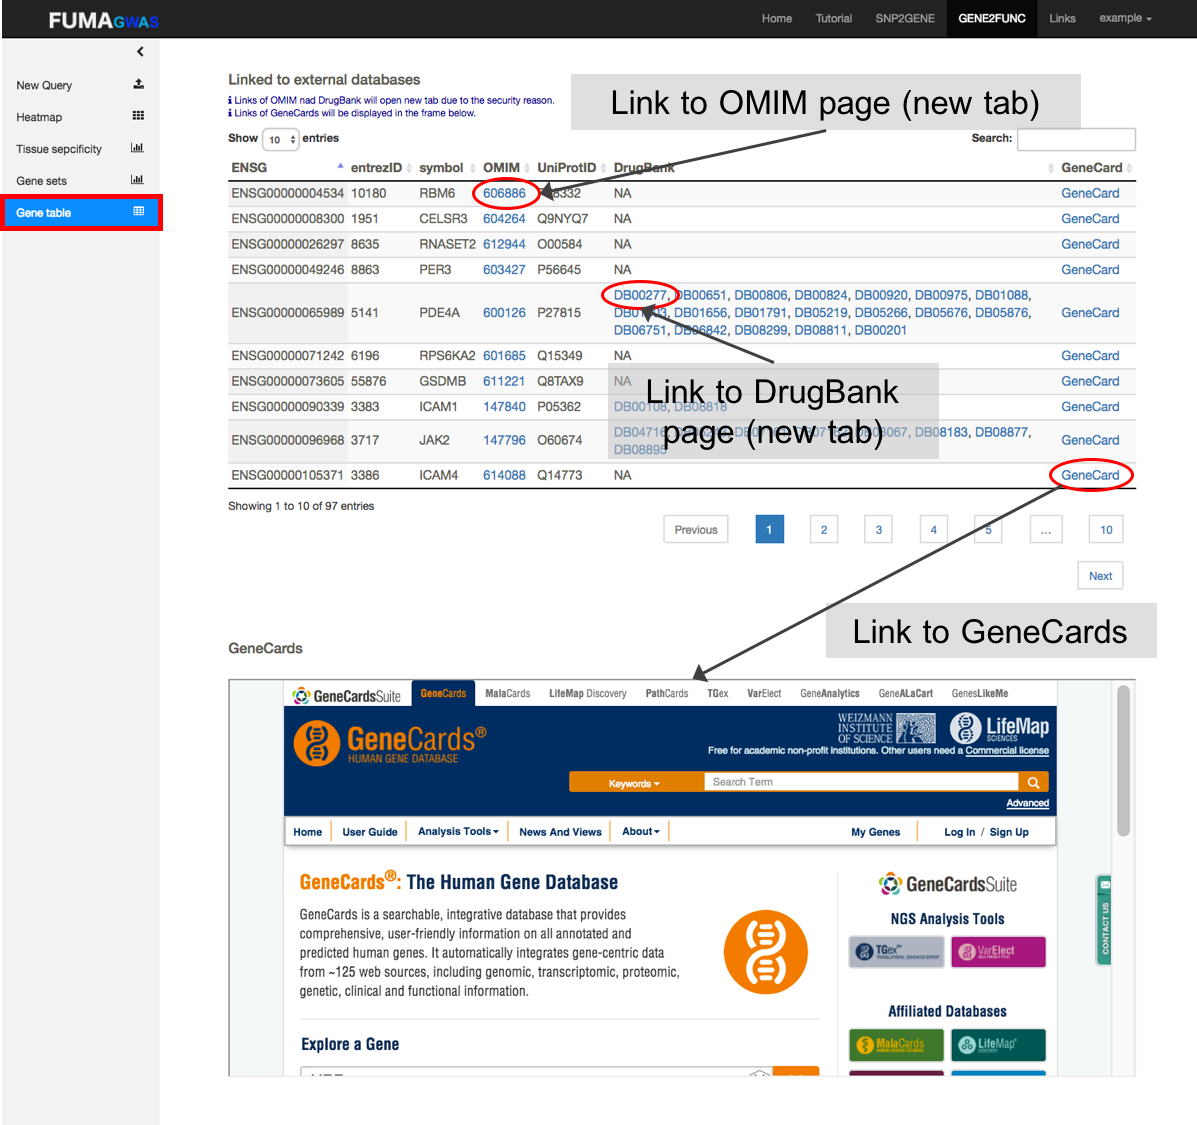 FUMAGWAS
Home Tutorial SNP2GENE GENE2FUNC Links example
New Query
Heatmap
Tissue sepcificity
Gene sets
Gene table
Linked to external databases
i Links of OMIM nad DrugBank will open new tab due to the security reason.
i Links of GeneCards will be displayed in the frame below.
Link to OMIM page (new tab)
Show 10 entries Search:
ENSG entrezID symbol OMIM UniProtID DrugBank GeneCard
ENSG00000004534 10180 RBM6 606886 NA GeneCard
ENSG00000008300 1951 CELSR3 604264 Q9NYQ7 NA GeneCard
ENSG00000026297 8635 RNASET2 612944 O00584 NA GeneCard
ENSG00000049246 8863 PER3 603427 P56645 NA GeneCard
DB00277, DB00651, DB00806, DB00824, DB00920, DB00975, DB01088,
ENSG00000065989 5141 PDE4A 600126 P27815 DB01656, DB01791, DB05219, DB05266, DB05676, DB05876, GeneCard
DB06751, DB06842, DB08299, DB08811, DB00201
ENSG00000071242 6196 RPS6KA2 601685 Q15349 NA GeneCard
ENSG00000073605 55876 GSDMB 611221 Q8TAX9 NA GeneCard
ENSG00000090339 3383 ICAM1 147840 P05362 DB00108, DB08818 GeneCard
Link to DrugBank
page (new tab)
ENSG00000096968 3717 JAK2 147796 O60674 DB04716, DB08183, DB08877, GeneCard
DB08895
ENSG00000105371 3386 ICAM4 614088 Q14773 NA GeneCard
Showing 1 to 10 of 97 entries
Previous 1 2 3 4 5 ... 10
Next
Link to GeneCards
GeneCards
GeneCardsSuite GeneCards MalaCards LifeMap Discovery PathCards TGex VarElect GeneAnalytics GeneALaCart GenesLikeMe
GeneCards®
HUMAN GENE DATABASE
WEIZMANN
INSTITUTE
OF SCIENCE
LifeMap
SCIENCES
Free for academic non-profit institutions. Other users need a Commercial license
Keywords Search Term
Advanced
Home User Guide Analysis Tools News And Views About My Genes Log In / Sign Up
GeneCards®: The Human Gene Database
GeneCards is a searchable, integrative database that provides
comprehensive, user-friendly information on all annotated and
predicted human genes. It automatically integrates gene-centric data
from ~125 web sources, including genomic, transcriptomic, proteomic,
genetic, clinical and functional information.
Explore a Gene
GeneCardsSuite
NGS Analysis Tools
TGex™
VarElect
Affiliated Databases
MalaCards
LifeMap®
DISCOVERY
CONTACT US